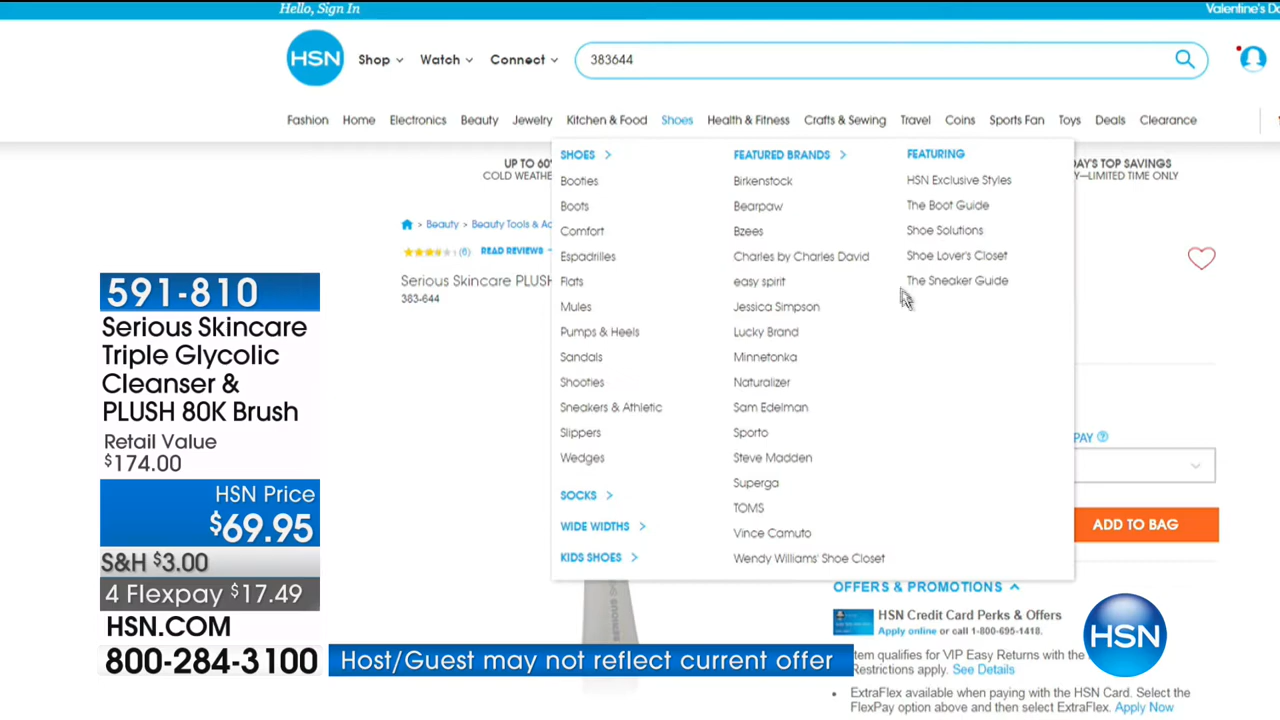 Hello, Sign In
Valentine's Da
HSN
Shop
Watch
Connect
383644
Fashion
Home
Electronics
Beauty
Jewelry
Kitchen & Food
Shoes
Health & Fitness
Crafts & Sewing
Travel
Coins
Sports Fan
Toys
Deals
Clearance
UP TO 60
COLD WEATHE
DAY'S TOP SAVINGS
Y—LIMITED TIME ONLY
> Beauty > Beauty Tools & Ac
(6) READ REVIEWS
Serious Skincare PLUSH
383-644
SHOES >
Booties
Boots
Comfort
Espadrilles
Flats
Mules
Pumps & Heels
Sandals
Shooties
Sneakers & Athletic
Slippers
Wedges
SOCKS >
WIDE WIDTHS >
KIDS SHOES >
FEATURED BRANDS >
Birkenstock
Bearpaw
Bzees
Charles by Charles David
easy spirit
Jessica Simpson
Lucky Brand
Minnetonka
Naturalizer
Sam Edelman
Sporto
Steve Madden
Superga
TOMS
Vince Camuto
Wendy Williams' Shoe Closet
FEATURING
HSN Exclusive Styles
The Boot Guide
Shoe Solutions
Shoe Lover's Closet
The Sneaker Guide
PAY ?
ADD TO BAG
OFFERS & PROMOTIONS
HSN Credit Card Perks & Offers
Apply online or call 1-800-695-1418.
tem qualifies for VIP Easy Returns with the
Restrictions apply. See Details
• ExtraFlex available when paying with the HSN Card. Select the
FlexPay option above and then select ExtraFlex. Apply Now
SERIOUS
591-810
Serious Skincare
Triple Glycolic
Cleanser &
PLUSH 80K Brush
Retail Value
$174.00
HSN Price
$69.95
S&H $3.00
4 Flexpay $17.49
HSN.COM
800-284-3100
Host/Guest may not reflect current offer
HSN